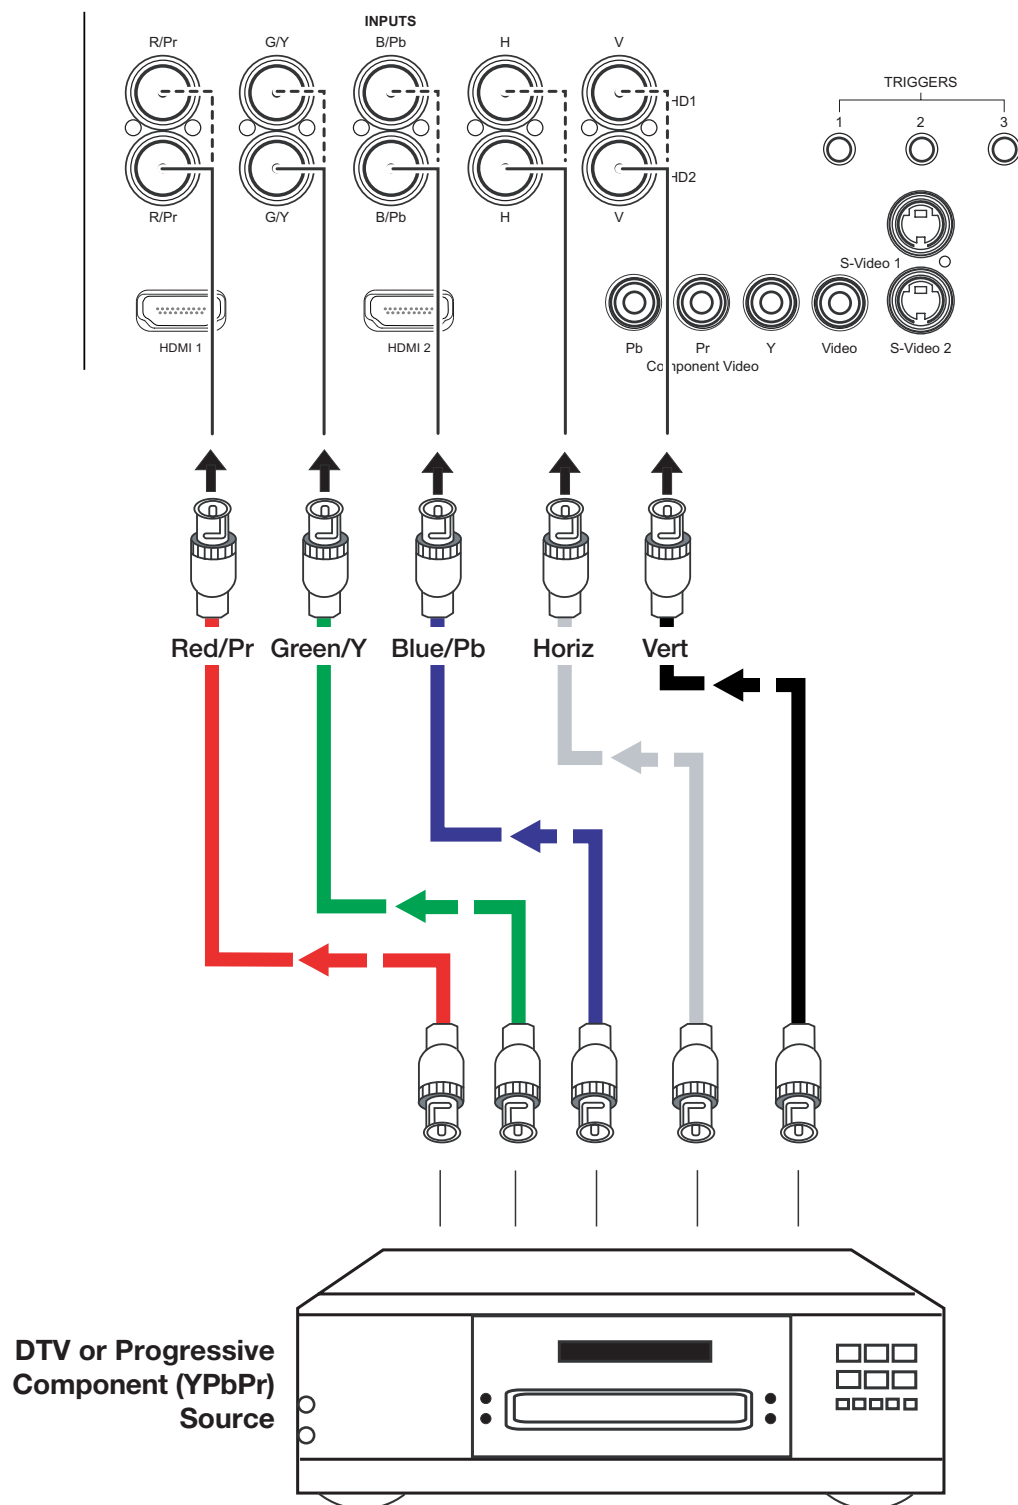 INPUTS
R/Pr G/Y B/Pb H V
HD1
TRIGGERS
1 2 3
HD2
R/Pr G/Y B/Pb H V
S-Video 1
HDMI 1 HDMI 2 Pb Pr Y Video S-Video 2
Component Video
Red/Pr Green/Y Blue/Pb Horiz Vert
DTV or Progressive
Component (YPbPr)
Source